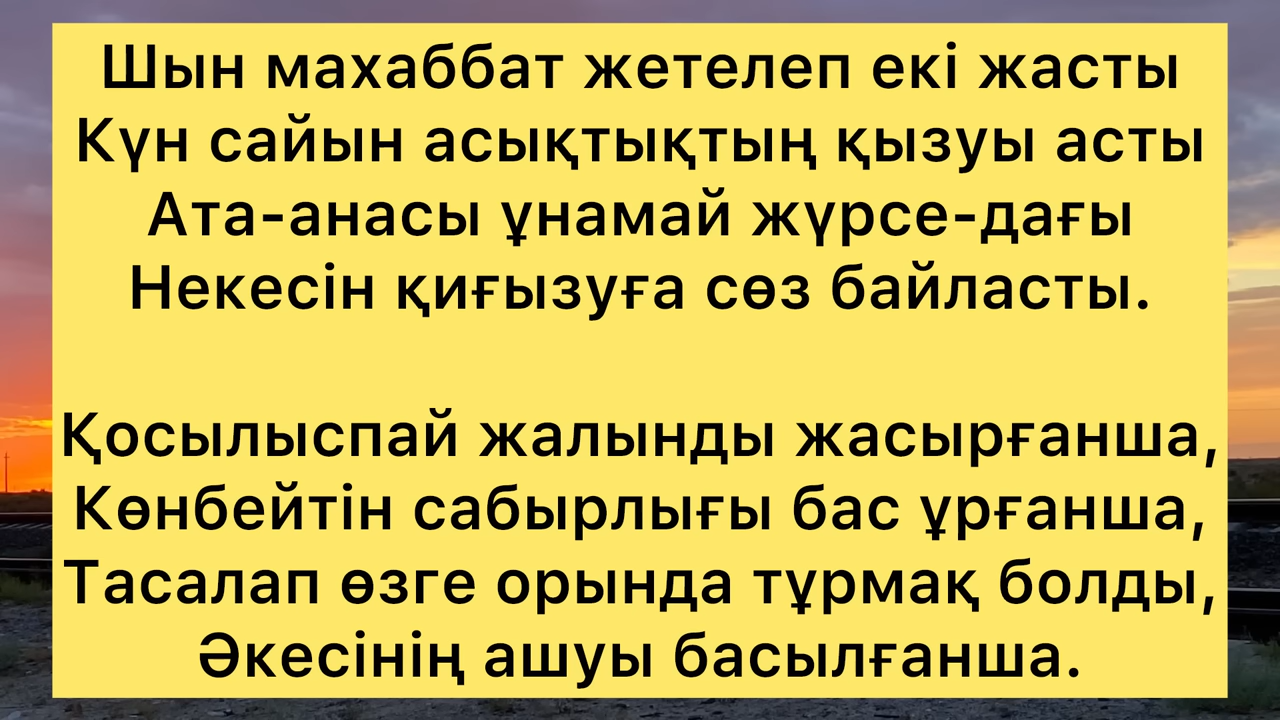 Шын махаббат жетелеп екі жасты
Күн сайын асықтықтың қызуы асты
Ата-анасы ұнамай жүрсе-дағы
Некесін қиғызуға сөз байласты.
Қосылыспай жалынды жасырғанша,
Көнбейтін сабырлығы бас ұрғанша,
Тасалап өзге орында тұрмақ болды,
Әкесінің ашуы басылғанша.